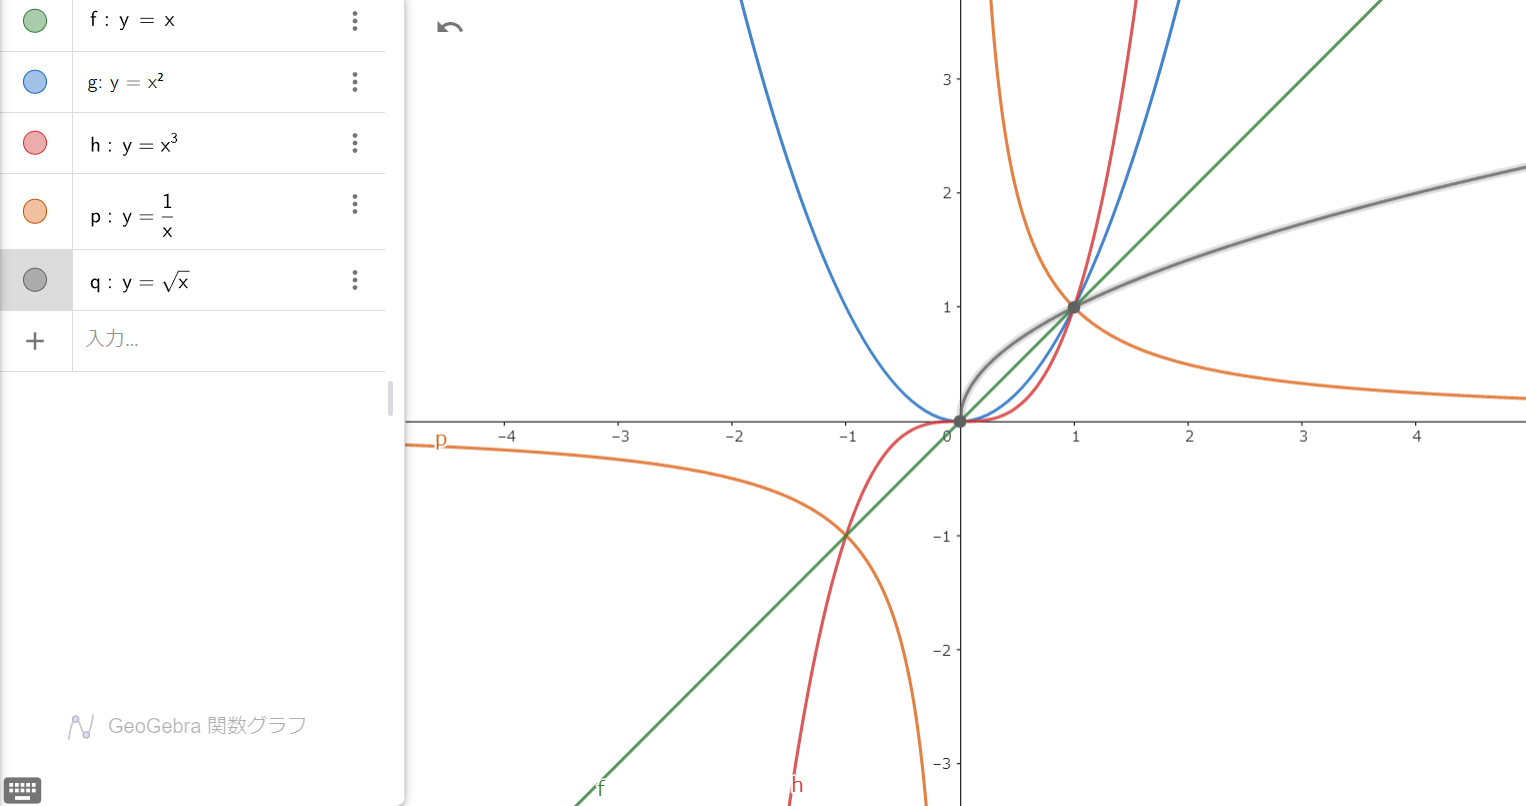 f : y = x
g: y = x²
h : y = x³
p : y = 1/x
q : y = √x
+ 入力...
GeoGebra 関数グラフ
3
2
1
−4 −3 −2 −1 0 1 2 3 4
p
−1
−2
−3
f
h